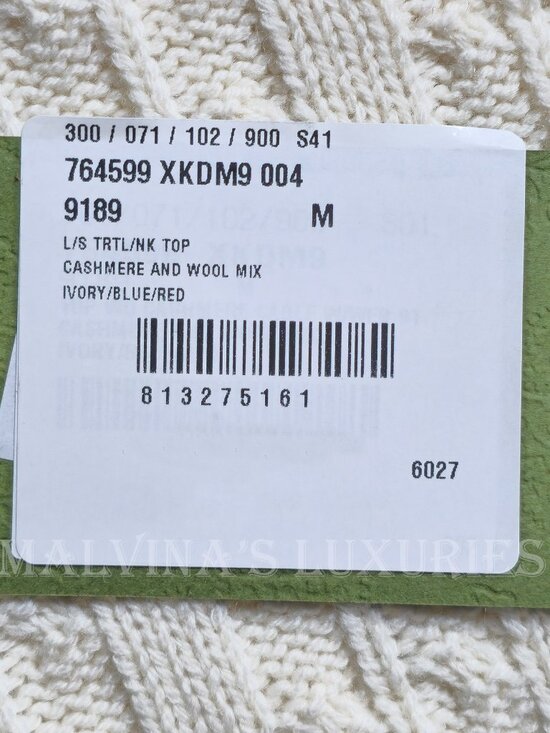 300 / 071 / 102 / 900 S41
764599 XKDM9 004
9189 M
L/S TRTL/NK TOP
CASHMERE AND WOOL MIX
IVORY/BLUE/RED
813275161
6027
MALVINA'S LUXURIES